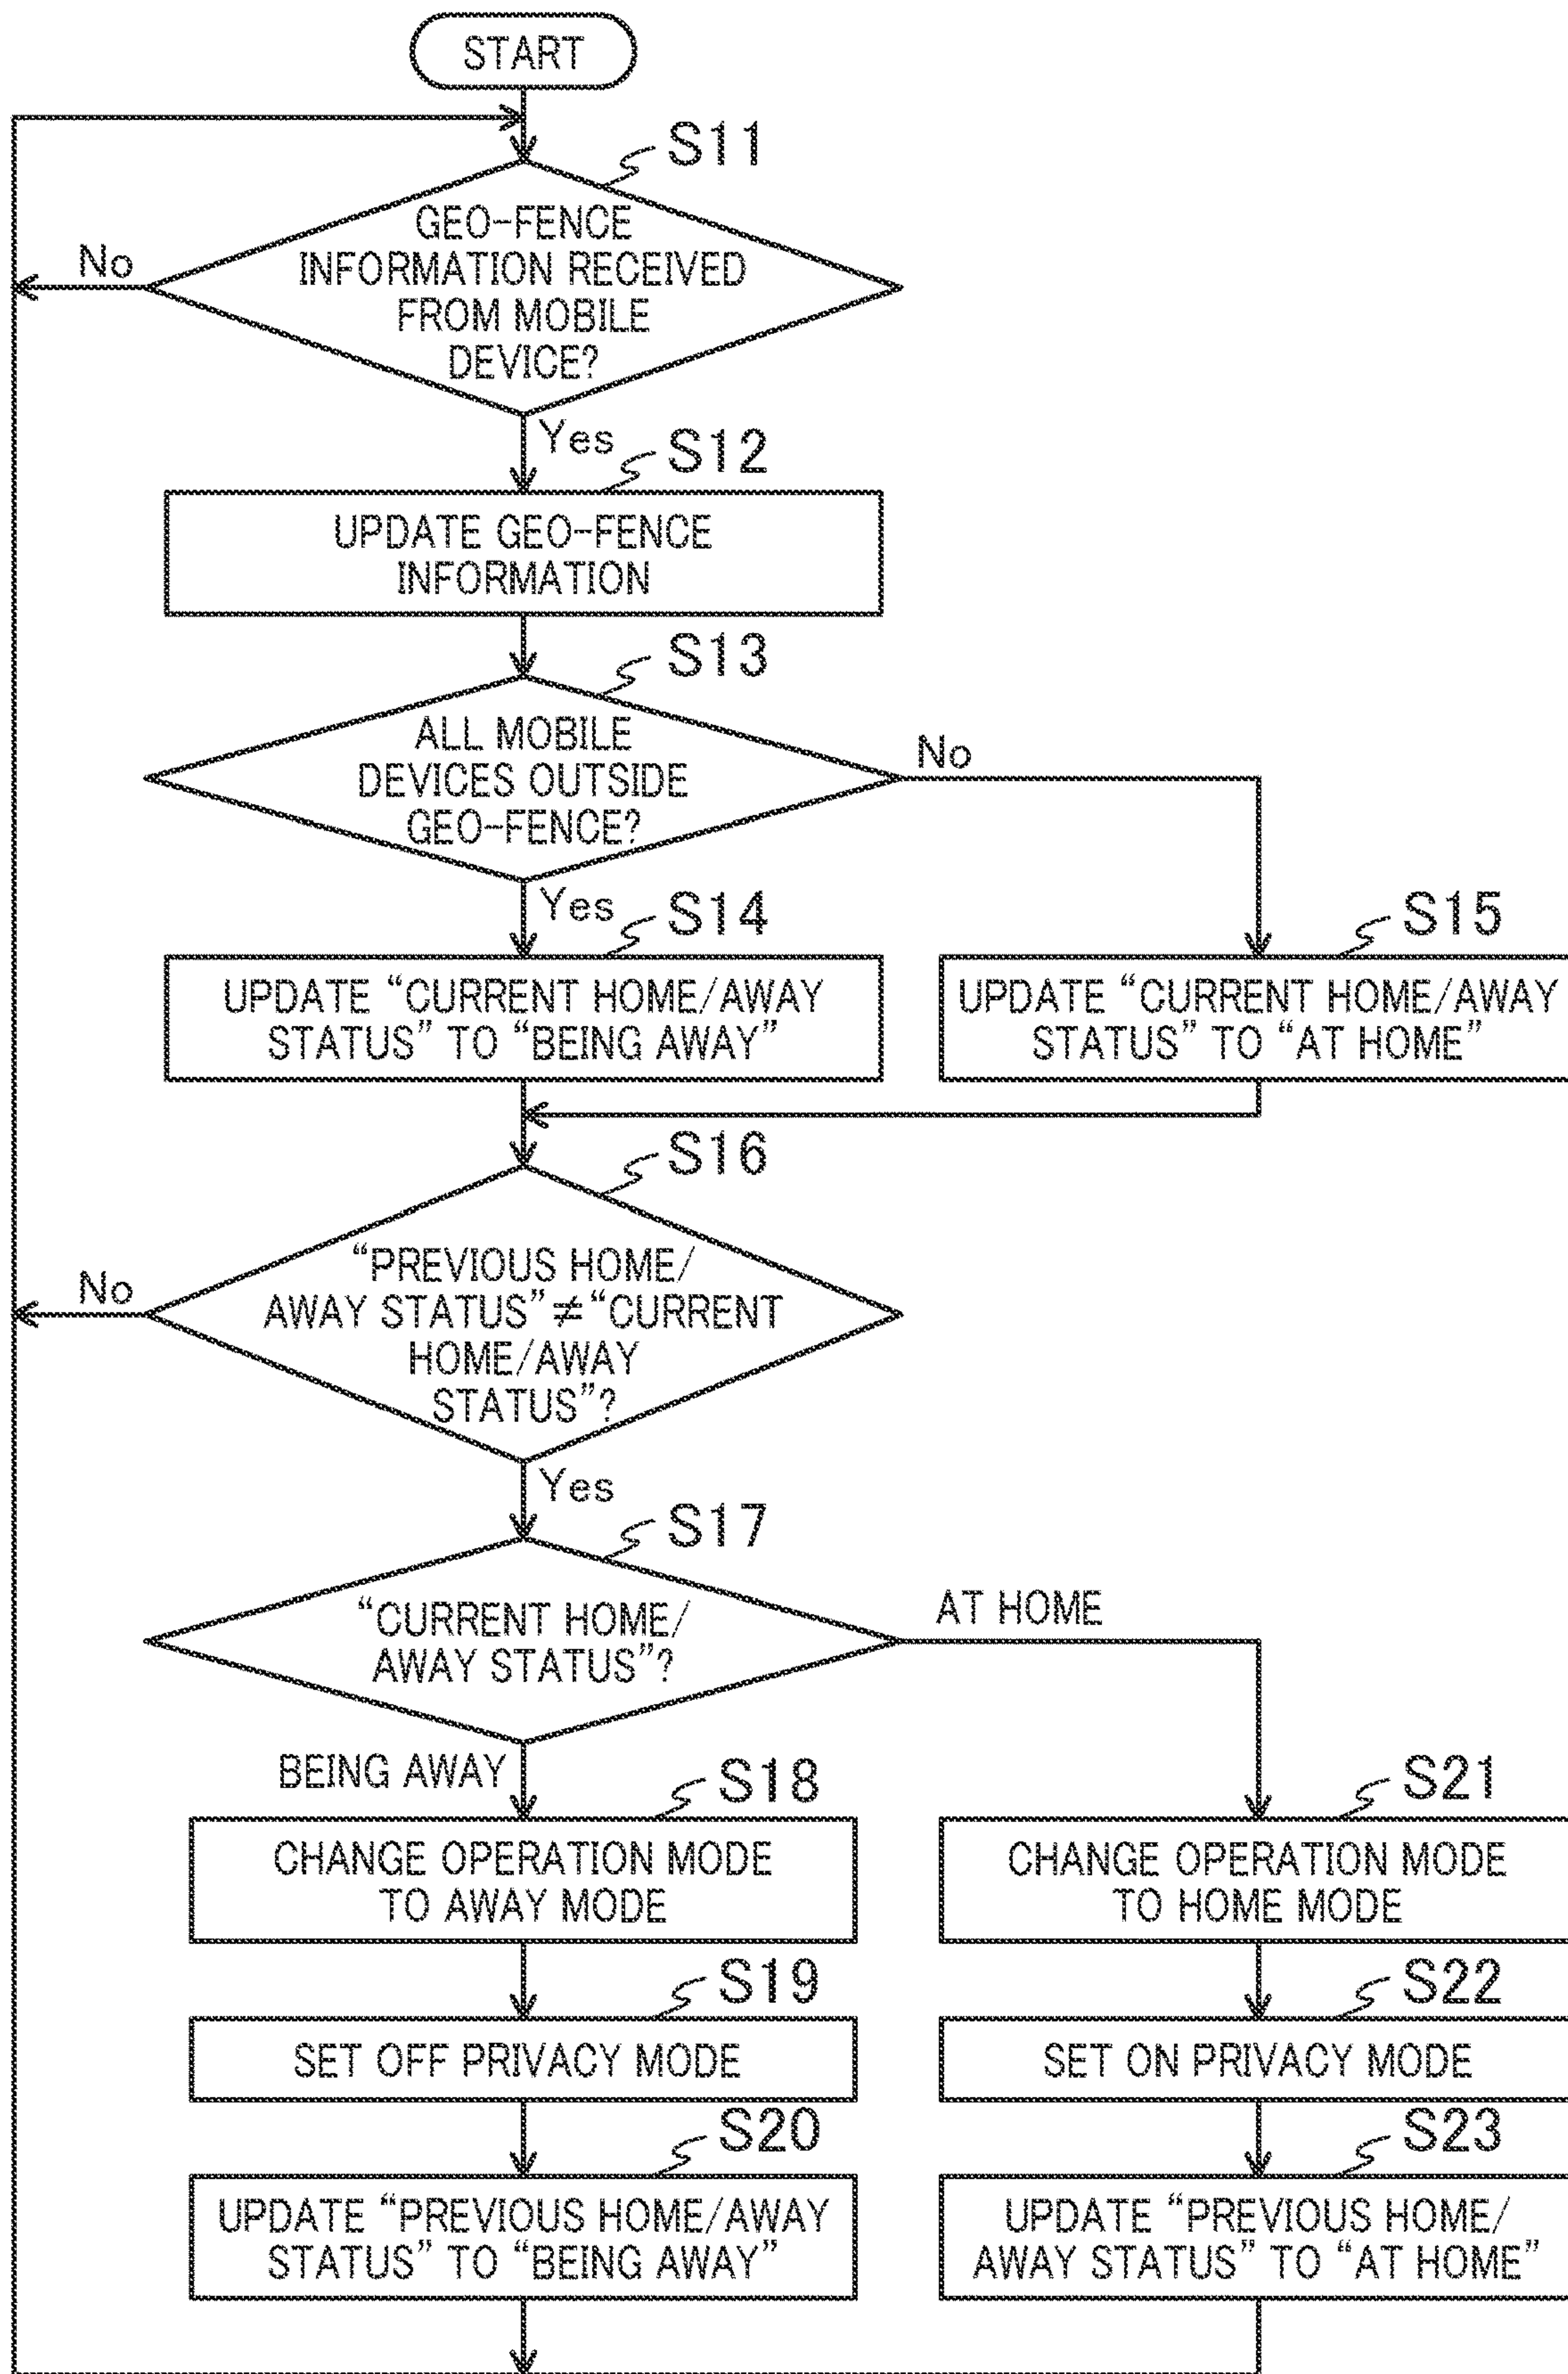 START
S11
GEO-FENCE
INFORMATION RECEIVED
FROM MOBILE
DEVICE?
No
Yes
S12
UPDATE GEO-FENCE
INFORMATION
S13
ALL MOBILE
DEVICES OUTSIDE
GEO-FENCE?
No
Yes
S14
UPDATE “CURRENT HOME/AWAY
STATUS” TO “BEING AWAY”
S15
UPDATE “CURRENT HOME/AWAY
STATUS” TO “AT HOME”
S16
“PREVIOUS HOME/
AWAY STATUS”≠“CURRENT
HOME/AWAY
STATUS”?
No
Yes
S17
“CURRENT HOME/
AWAY STATUS”?
AT HOME
BEING AWAY
S18
CHANGE OPERATION MODE
TO AWAY MODE
S19
SET OFF PRIVACY MODE
S20
UPDATE “PREVIOUS HOME/AWAY
STATUS” TO “BEING AWAY”
S21
CHANGE OPERATION MODE
TO HOME MODE
S22
SET ON PRIVACY MODE
S23
UPDATE “PREVIOUS HOME/
AWAY STATUS” TO “AT HOME”